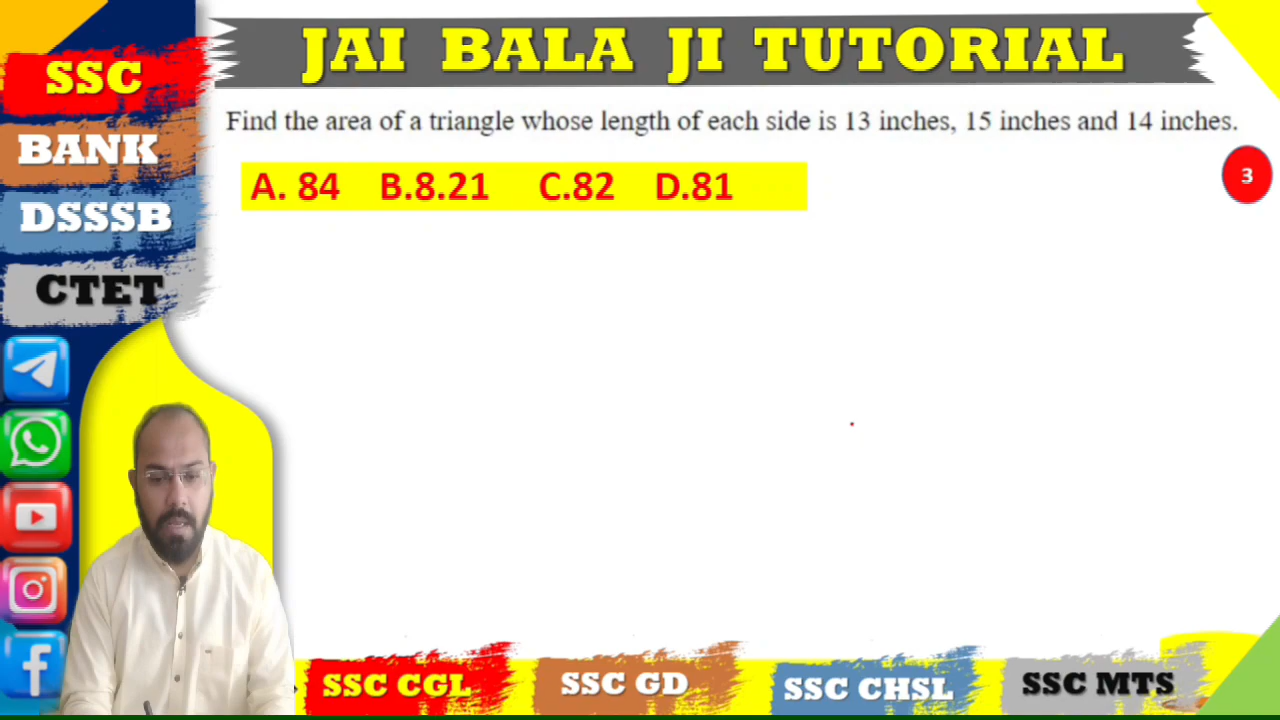 JAI BALA JI TUTORIAL
SSC
BANK
DSSSB
CTET
Find the area of a triangle whose length of each side is 13 inches, 15 inches and 14 inches.
A. 84 B.8.21 C.82 D.81
3
SSC CGL
SSC GD
SSC CHSL
SSC MTS